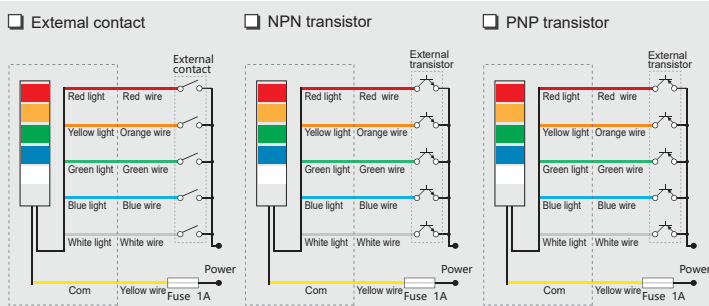 External contact
External
contact
Red light Red wire
Yellow light Orange wire
Green light Green wire
Blue light Blue wire
White light White wire
Power
Com Yellow wire Fuse 1A
NPN transistor
External
transistor
Red light Red wire
Yellow light Orange wire
Green light Green wire
Blue light Blue wire
White light White wire
Power
Com Yellow wire Fuse 1A
PNP transistor
External
transistor
Red light Red wire
Yellow light Orange wire
Green light Green wire
Blue light Blue wire
White light White wire
Power
Com Yellow wire Fuse 1A